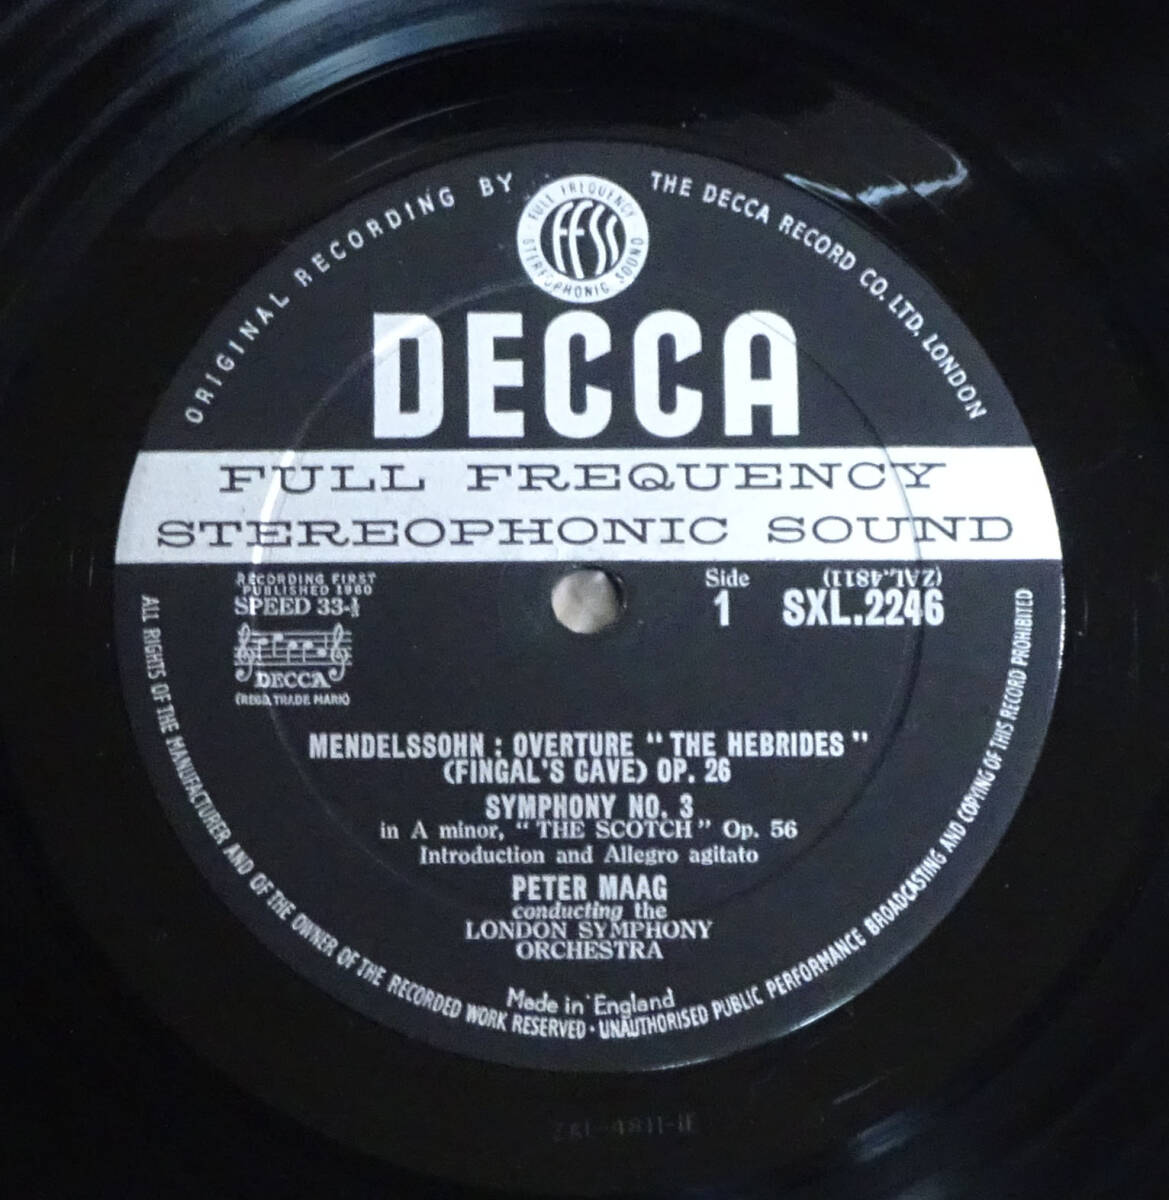 ORIGINAL RECORDING BY THE DECCA RECORD CO. LTD. LONDON
FULL FREQUENCY
FFSS
STEREOPHONIC SOUND
DECCA
FULL FREQUENCY
STEREOPHONIC SOUND
RECORDING FIRST
PUBLISHED 1960
SPEED 33-⅓
DECCA
(REGD. TRADE MARK)
Side
1
(ZAL.4811)
SXL.2246
MENDELSSOHN : OVERTURE "THE HEBRIDES"
(FINGAL'S CAVE) OP. 26
SYMPHONY NO. 3
in A minor, "THE SCOTCH" Op. 56
Introduction and Allegro agitato
PETER MAAG
conducting the
LONDON SYMPHONY
ORCHESTRA
Made in England
ALL RIGHTS OF THE MANUFACTURER AND OF THE OWNER OF THE RECORDED WORK RESERVED · UNAUTHORISED PUBLIC PERFORMANCE BROADCASTING AND COPYING OF THIS RECORD PROHIBITED